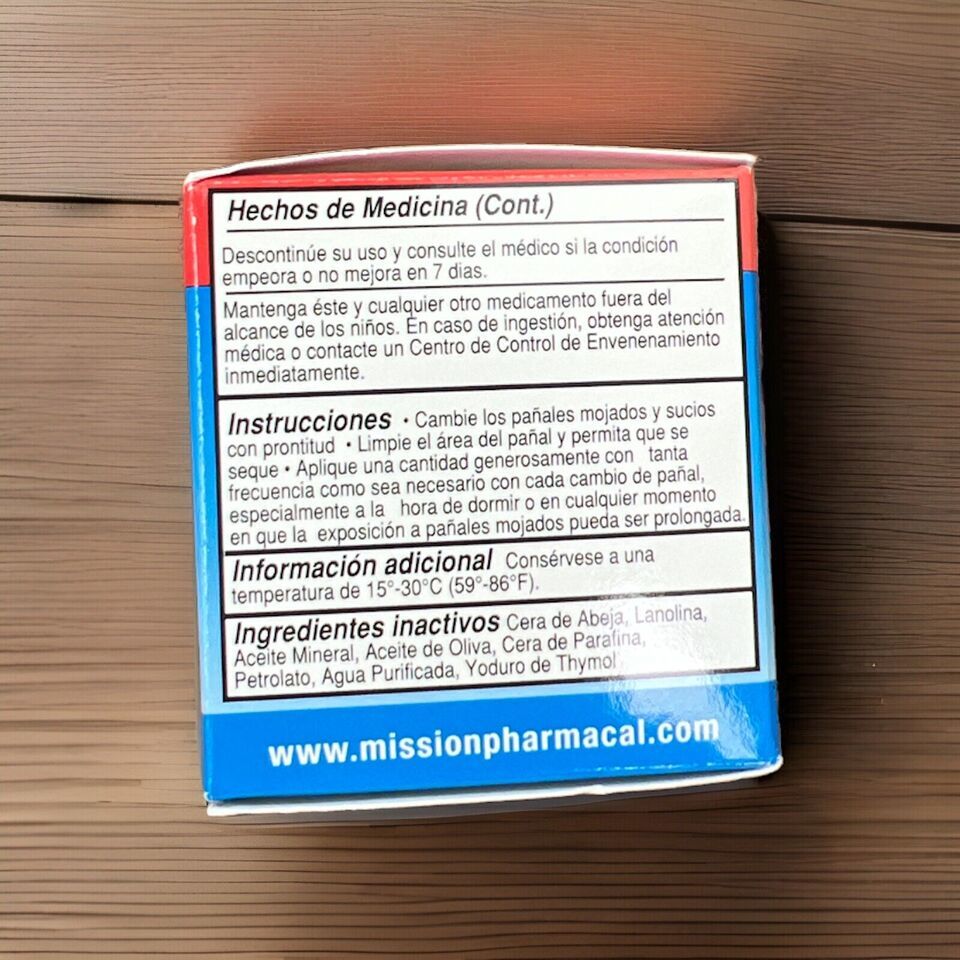 Hechos de Medicina (Cont.)
Descontinúe su uso y consulte el médico si la condición
empeora o no mejora en 7 dias.
Mantenga éste y cualquier otro medicamento fuera del
alcance de los niños. En caso de ingestión, obtenga atención
médica o contacte un Centro de Control de Envenenamiento
inmediatamente.
Instrucciones • Cambie los pañales mojados y sucios
con prontitud • Limpie el área del pañal y permita que se
seque • Aplique una cantidad generosamente con tanta
frecuencia como sea necesario con cada cambio de pañal,
especialmente a la hora de dormir o en cualquier momento
en que la exposición a pañales mojados pueda ser prolongada.
Información adicional Consérvese a una
temperatura de 15°-30°C (59°-86°F).
Ingredientes inactivos Cera de Abeja, Lanolina,
Aceite Mineral, Aceite de Oliva, Cera de Parafina,
Petrolato, Agua Purificada, Yoduro de Thymol.
www.missionpharmacal.com